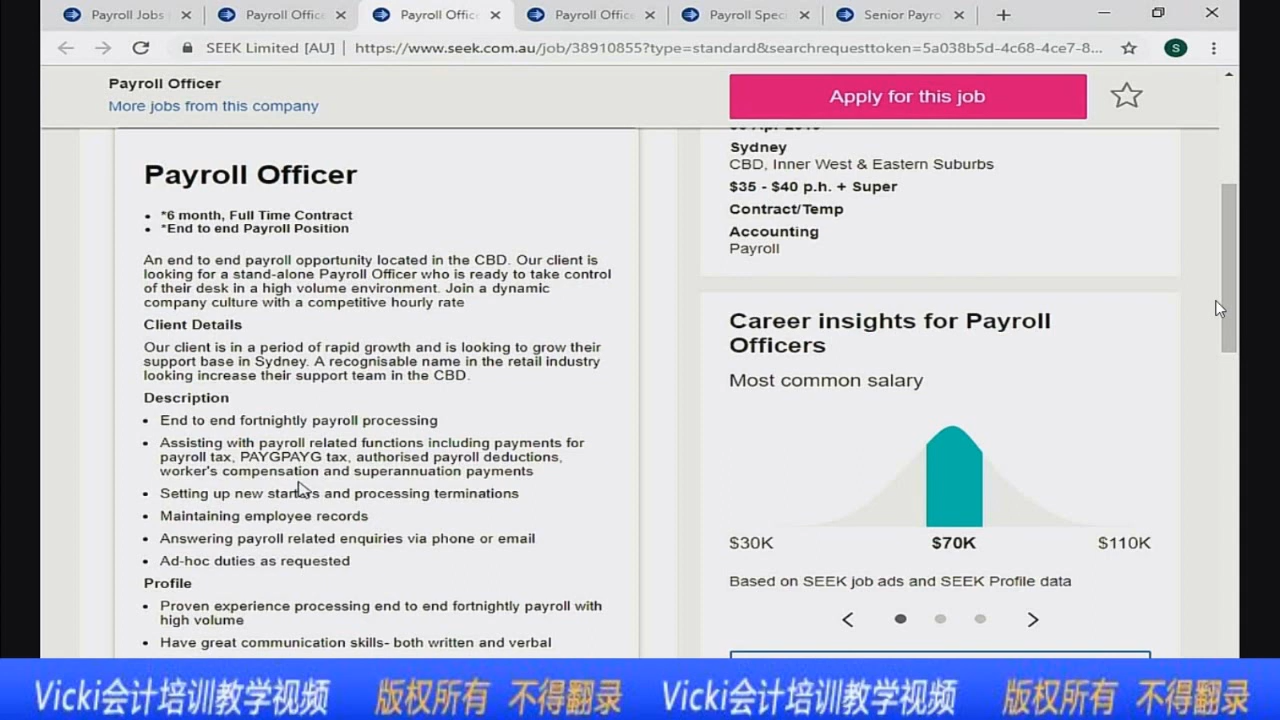 Payroll Jobs
Payroll Office
Payroll Office
Payroll Office
Payroll Speci
Senior Payro
SEEK Limited [AU] | https://www.seek.com.au/job/38910855?type=standard&searchrequesttoken=5a038b5d-4c68-4ce7-8...
S
Payroll Officer
More jobs from this company
Apply for this job
Payroll Officer
• *6 month, Full Time Contract
• *End to end Payroll Position
An end to end payroll opportunity located in the CBD. Our client is
looking for a stand-alone Payroll Officer who is ready to take control
of their desk in a high volume environment. Join a dynamic
company culture with a competitive hourly rate
Client Details
Our client is in a period of rapid growth and is looking to grow their
support base in Sydney. A recognisable name in the retail industry
looking increase their support team in the CBD.
Description
• End to end fortnightly payroll processing
• Assisting with payroll related functions including payments for
payroll tax, PAYGPAYG tax, authorised payroll deductions,
worker's compensation and superannuation payments
• Setting up new starters and processing terminations
• Maintaining employee records
• Answering payroll related enquiries via phone or email
• Ad-hoc duties as requested
Profile
• Proven experience processing end to end fortnightly payroll with
high volume
• Have great communication skills- both written and verbal
Sydney
CBD, Inner West & Eastern Suburbs
$35 - $40 p.h. + Super
Contract/Temp
Accounting
Payroll
Career insights for Payroll
Officers
Most common salary
$30K
$70K
$110K
Based on SEEK job ads and SEEK Profile data
Vicki会计培训教学视频 版权所有 不得翻录 Vicki会计培训教学视频 版权所有 不得翻录